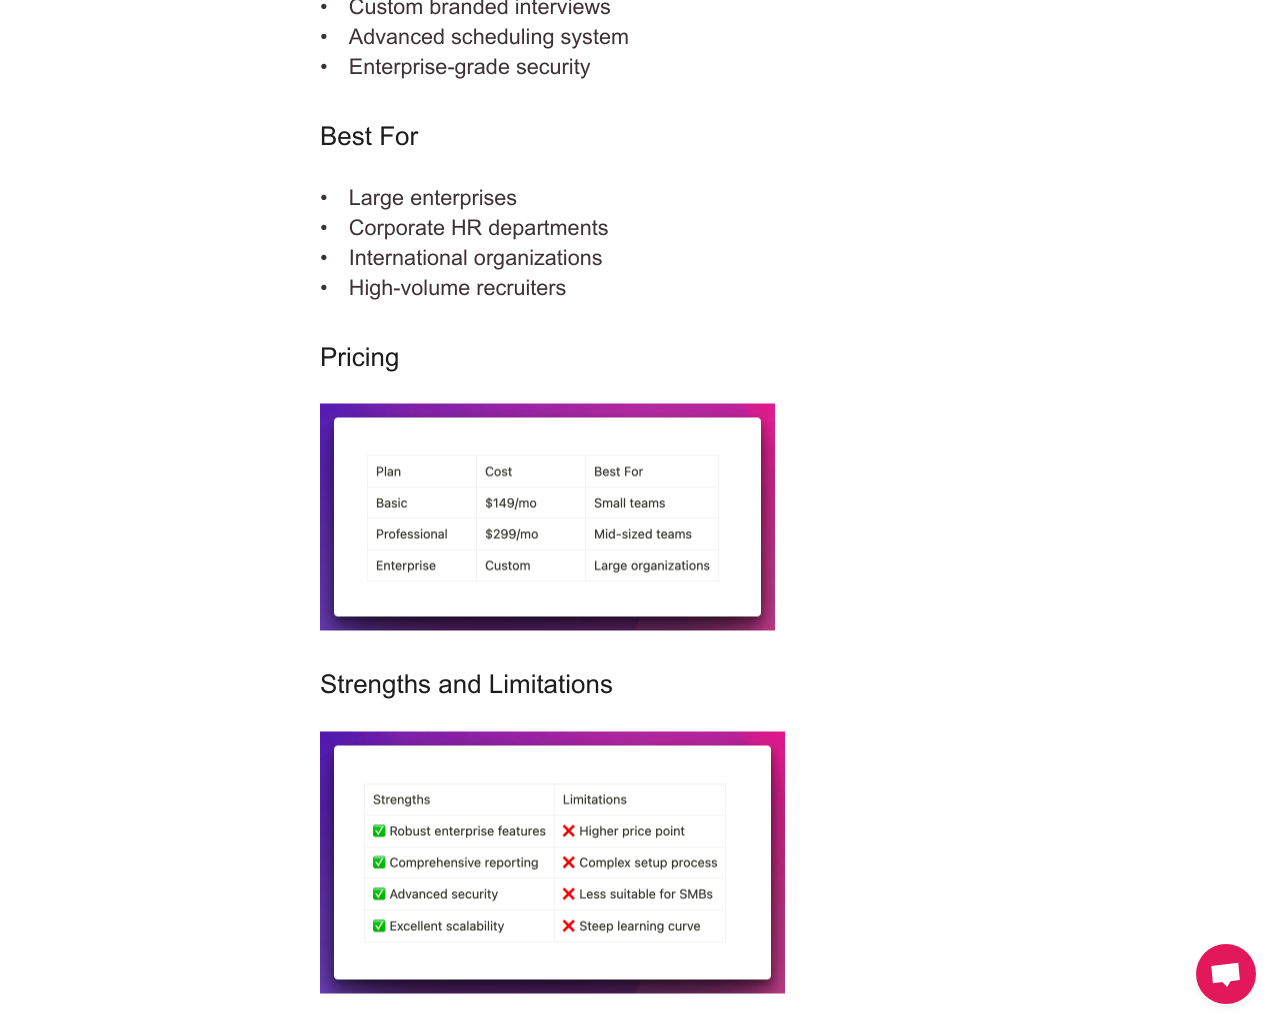 • Custom branded interviews
• Advanced scheduling system
• Enterprise-grade security
Best For
• Large enterprises
• Corporate HR departments
• International organizations
• High-volume recruiters
Pricing
Plan Cost Best For
Basic $149/mo Small teams
Professional $299/mo Mid-sized teams
Enterprise Custom Large organizations
Strengths and Limitations
Strengths Limitations
✅ Robust enterprise features ❌ Higher price point
✅ Comprehensive reporting ❌ Complex setup process
✅ Advanced security ❌ Less suitable for SMBs
✅ Excellent scalability ❌ Steep learning curve